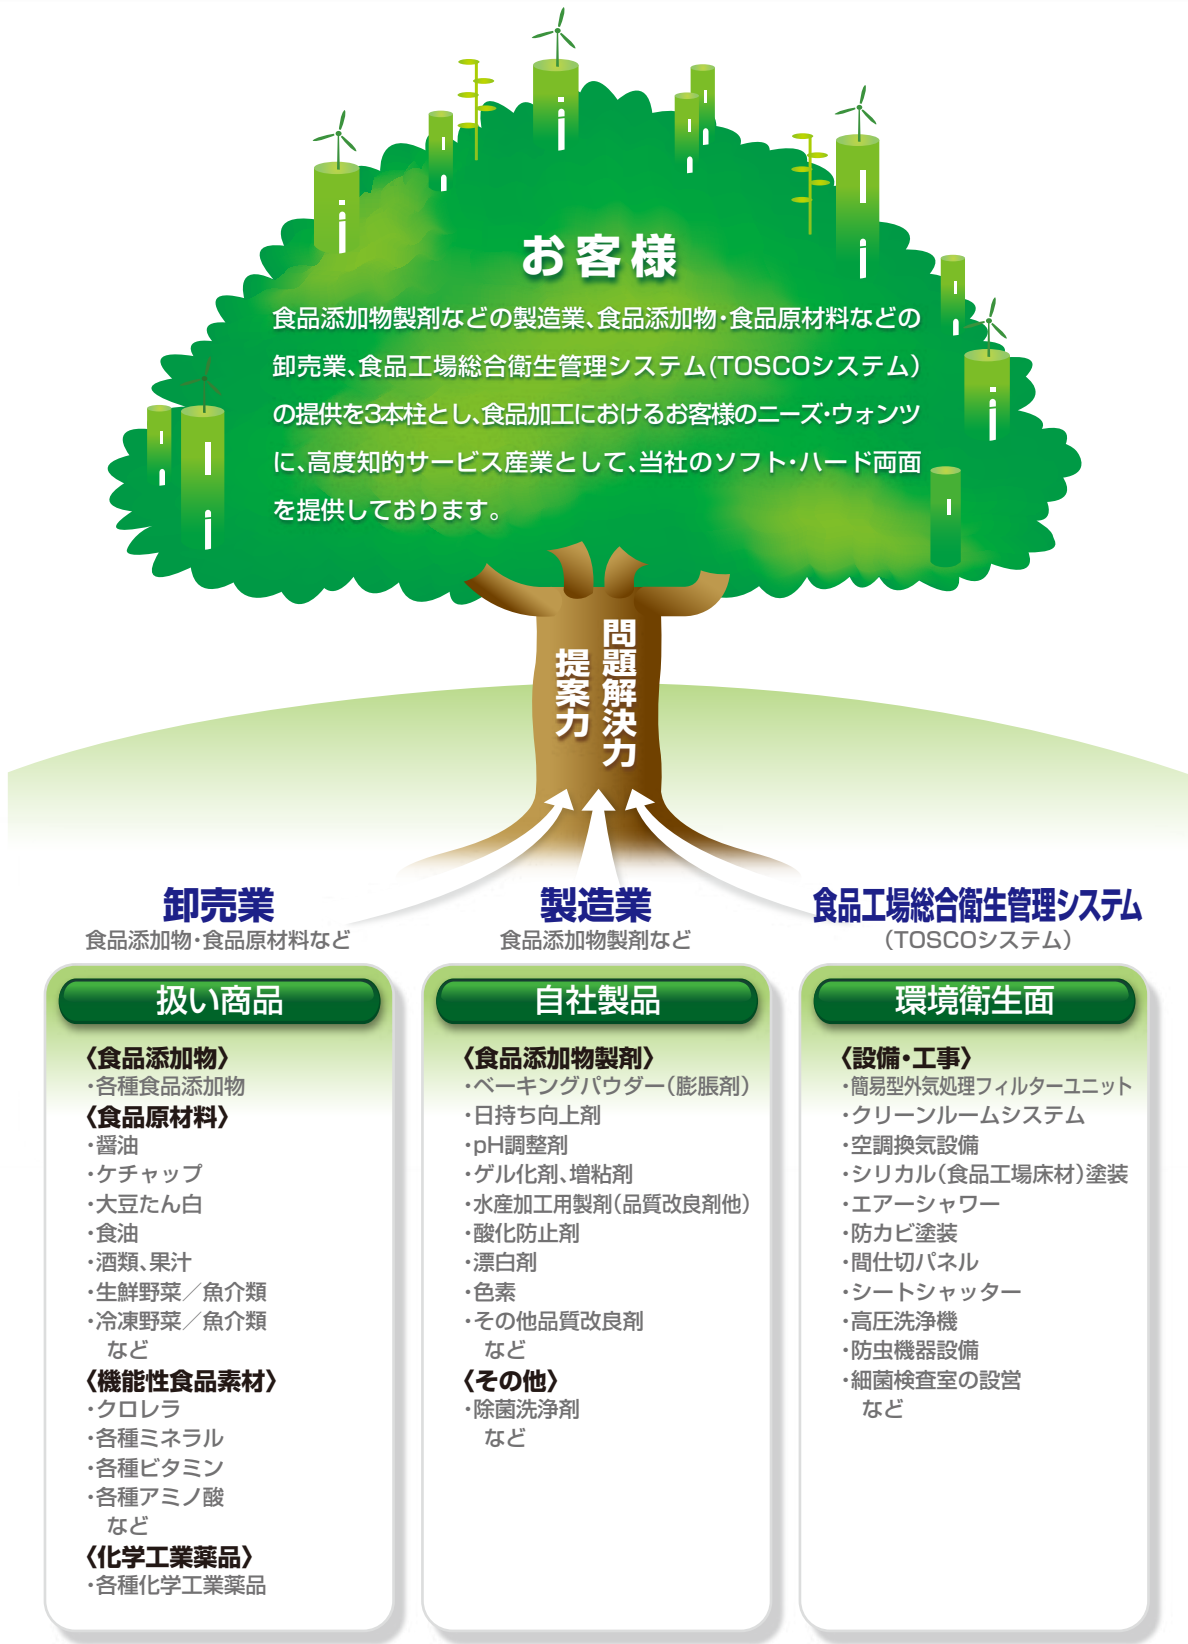 お客様
食品添加物製剤などの製造業、食品添加物・食品原材料などの
卸売業、食品工場総合衛生管理システム(TOSCOシステム)
の提供を3本柱とし、食品加工におけるお客様のニーズ・ウォンツ
に、高度知的サービス産業として、当社のソフト・ハード両面
を提供しております。
問題解決力
提案力
卸売業
食品添加物・食品原材料など
扱い商品
〈食品添加物〉
・各種食品添加物
〈食品原材料〉
・醤油
・ケチャップ
・大豆たん白
・食油
・酒類、果汁
・生鮮野菜／魚介類
・冷凍野菜／魚介類
など
〈機能性食品素材〉
・クロレラ
・各種ミネラル
・各種ビタミン
・各種アミノ酸
など
〈化学工業薬品〉
・各種化学工業薬品
製造業
食品添加物製剤など
自社製品
〈食品添加物製剤〉
・ベーキングパウダー（膨脹剤）
・日持ち向上剤
・pH調整剤
・ゲル化剤、増粘剤
・水産加工用製剤（品質改良剤他）
・酸化防止剤
・漂白剤
・色素
・その他品質改良剤
など
〈その他〉
・除菌洗浄剤
など
食品工場総合衛生管理システム
（TOSCOシステム）
環境衛生面
〈設備・工事〉
・簡易型外気処理フィルターユニット
・クリーンルームシステム
・空調換気設備
・シリカル（食品工場床材）塗装
・エアーシャワー
・防カビ塗装
・間仕切パネル
・シートシャッター
・高圧洗浄機
・防虫機器設備
・細菌検査室の設営
など